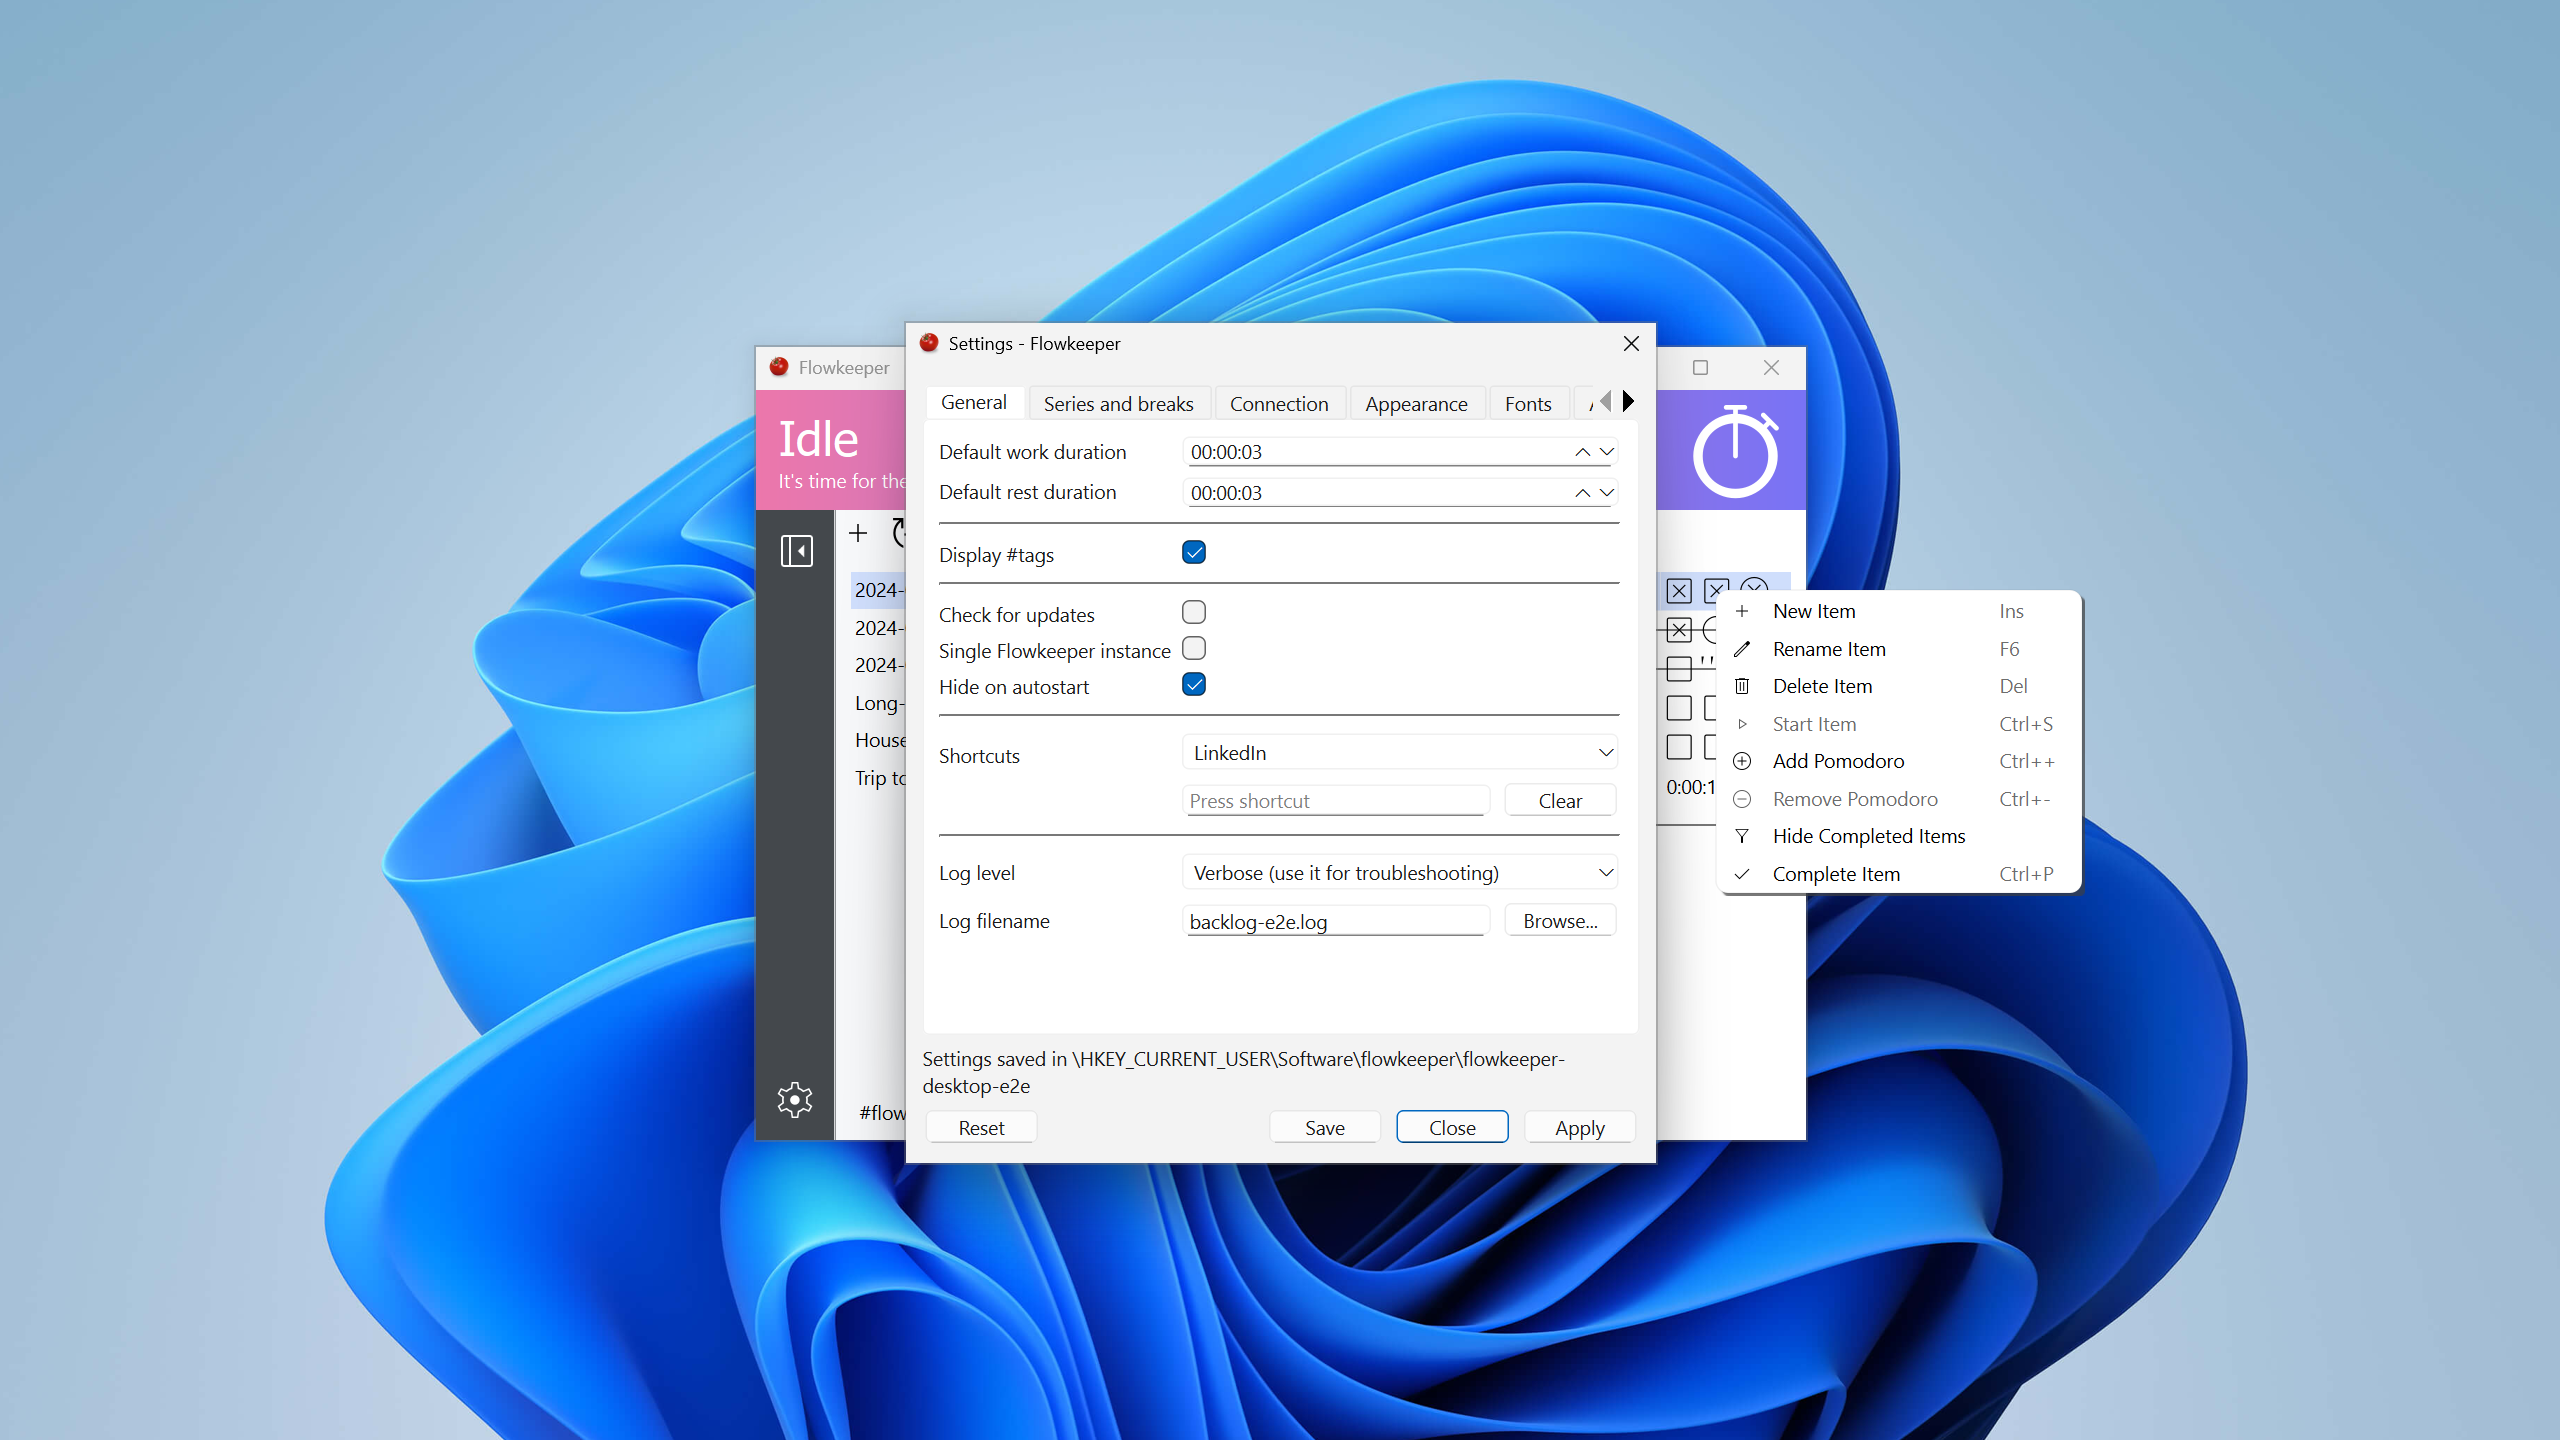 Settings - Flowkeeper
Flowkeeper
General
Series and breaks
Connection
Appearance
Fonts
Idle
It's time for the
Default work duration
00:00:03
Default rest duration
00:00:03
Display #tags
Check for updates
Single Flowkeeper instance
Hide on autostart
Shortcuts
LinkedIn
Press shortcut
Clear
Log level
Verbose (use it for troubleshooting)
Log filename
backlog-e2e.log
Browse...
Settings saved in \HKEY_CURRENT_USER\Software\flowkeeper\flowkeeper-
desktop-e2e
Reset
Save
Close
Apply
2024-
2024-
2024-
Long-
House
Trip to
#flow
0:00:1
New Item Ins
Rename Item F6
Delete Item Del
Start Item Ctrl+S
Add Pomodoro Ctrl++
Remove Pomodoro Ctrl+-
Hide Completed Items
Complete Item Ctrl+P